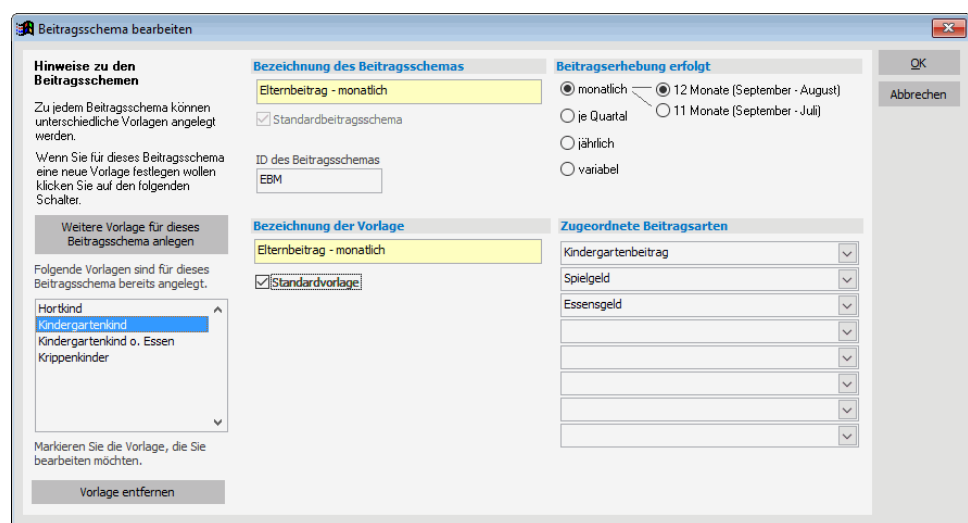 Beitragsschema bearbeiten
Hinweise zu den
Beitragsschemen
Zu jedem Beitragsschema können
unterschiedliche Vorlagen angelegt
werden.
Wenn Sie für dieses Beitragsschema
eine neue Vorlage festlegen wollen
klicken Sie auf den folgenden
Schalter.
Weitere Vorlage für dieses
Beitragsschema anlegen
Folgende Vorlagen sind für dieses
Beitragsschema bereits angelegt.
Hortkind
Kindergartenkind
Kindergartenkind o. Essen
Krippenkinder
Markieren Sie die Vorlage, die Sie
bearbeiten möchten.
Vorlage entfernen
Bezeichnung des Beitragsschemas
Elternbeitrag - monatlich
Standardbeitragsschema
ID des Beitragsschemas
EBM
Bezeichnung der Vorlage
Elternbeitrag - monatlich
Standardvorlage
Beitragserhebung erfolgt
monatlich
12 Monate (September - August)
11 Monate (September - Juli)
je Quartal
jährlich
variabel
Zugeordnete Beitragsarten
Kindergartenbeitrag
Spielgeld
Essensgeld
OK
Abbrechen